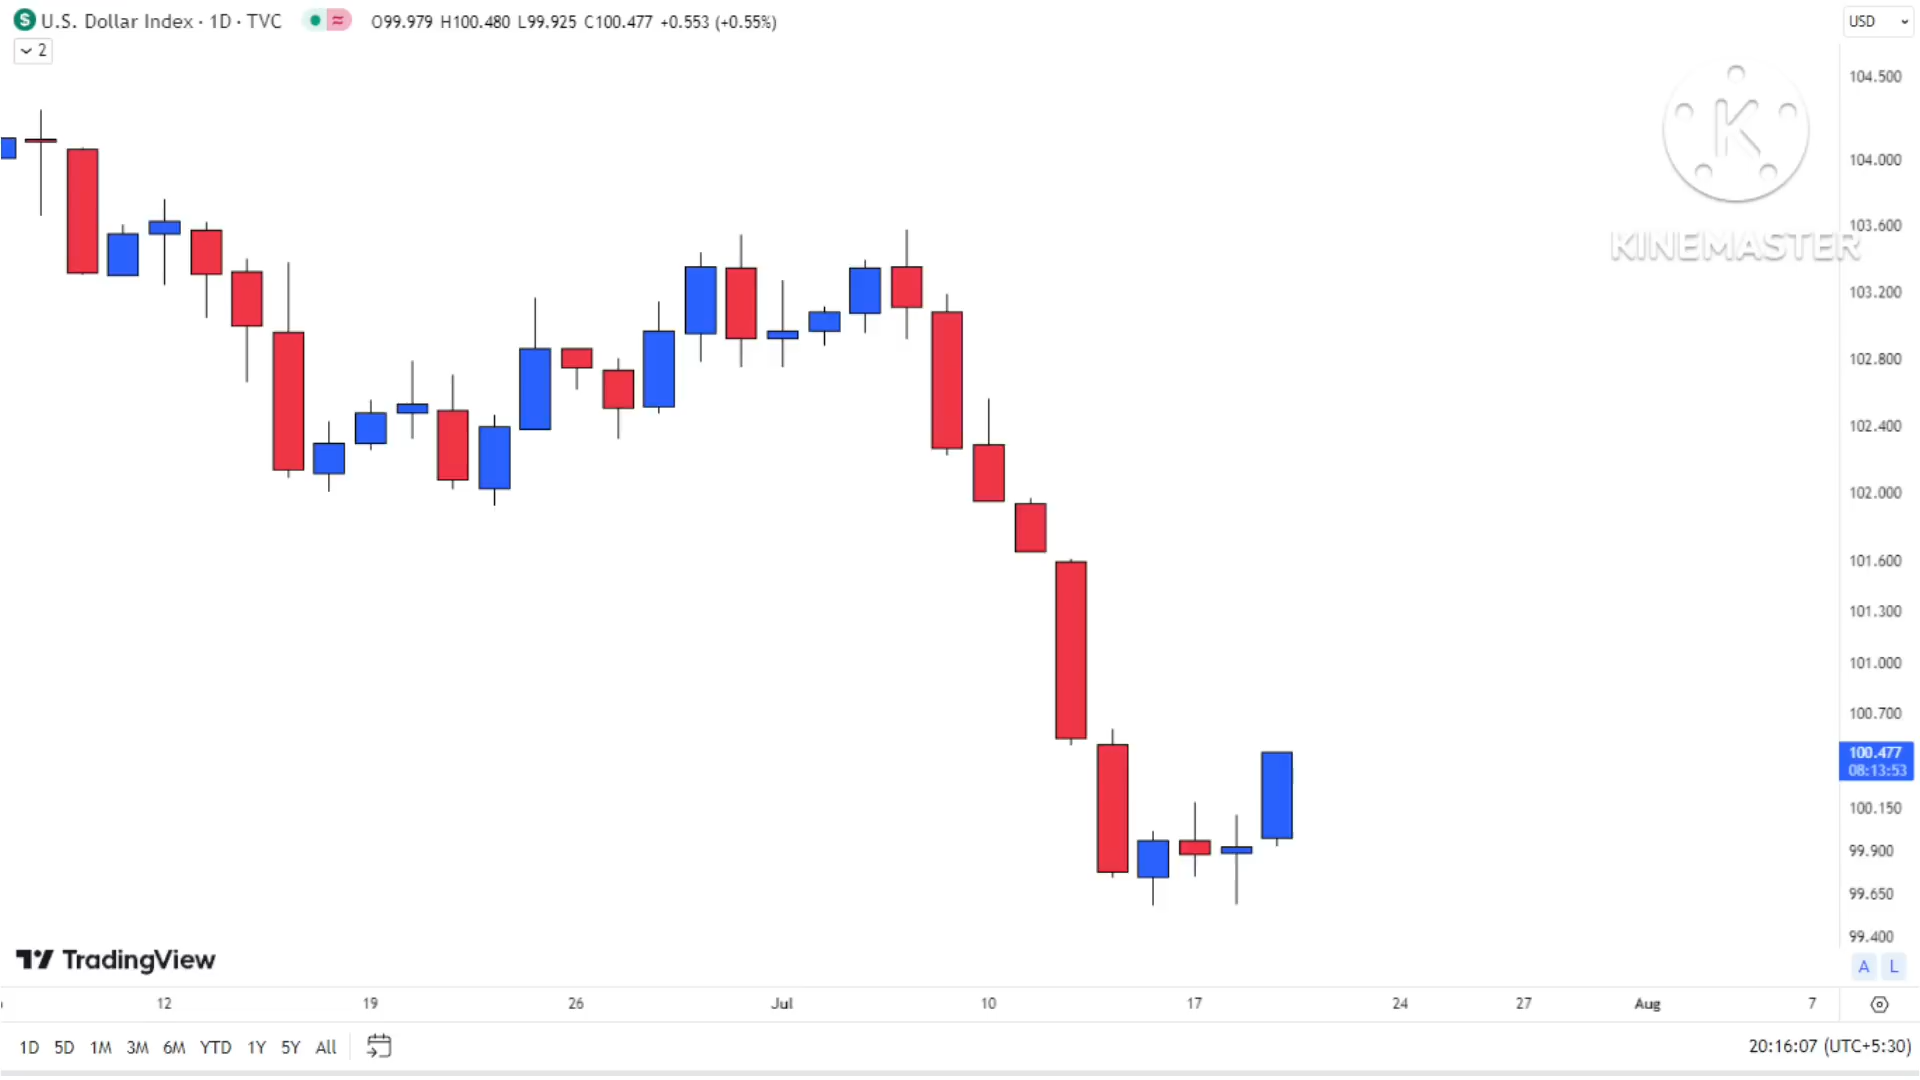 S U.S. Dollar Index · 1D · TVC ≈ O99.979 H100.480 L99.925 C100.477 +0.553 (+0.55%)
USD
2
104.500
K
104.000
103.600
KINEMASTER
103.200
102.800
102.400
102.000
101.600
101.300
101.000
100.700
100.477
08:13:53
100.150
99.900
99.650
99.400
TradingView
A L
12 19 26 Jul 10 17 24 27 Aug 7
1D 5D 1M 3M 6M YTD 1Y 5Y All
20:16:07 (UTC+5:30)